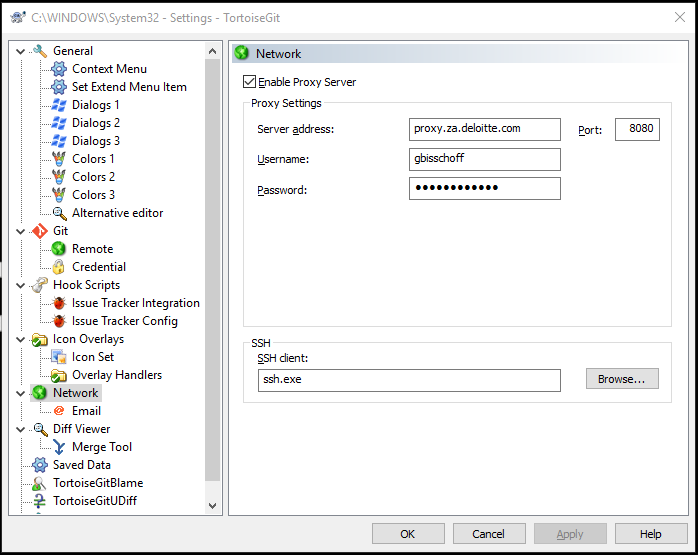 C:\WINDOWS\System32 - Settings - TortoiseGit
General
Context Menu
Set Extend Menu Item
Dialogs 1
Dialogs 2
Dialogs 3
Colors 1
Colors 2
Colors 3
Alternative editor
Git
Remote
Credential
Hook Scripts
Issue Tracker Integration
Issue Tracker Config
Icon Overlays
Icon Set
Overlay Handlers
Network
Email
Diff Viewer
Merge Tool
Saved Data
TortoiseGitBlame
TortoiseGitUDiff
Network
Enable Proxy Server
Proxy Settings
Server address: proxy.za.deloitte.com Port: 8080
Username: gbisschoff
Password: ••••••••••••
SSH
SSH client:
ssh.exe Browse...
OK Cancel Apply Help